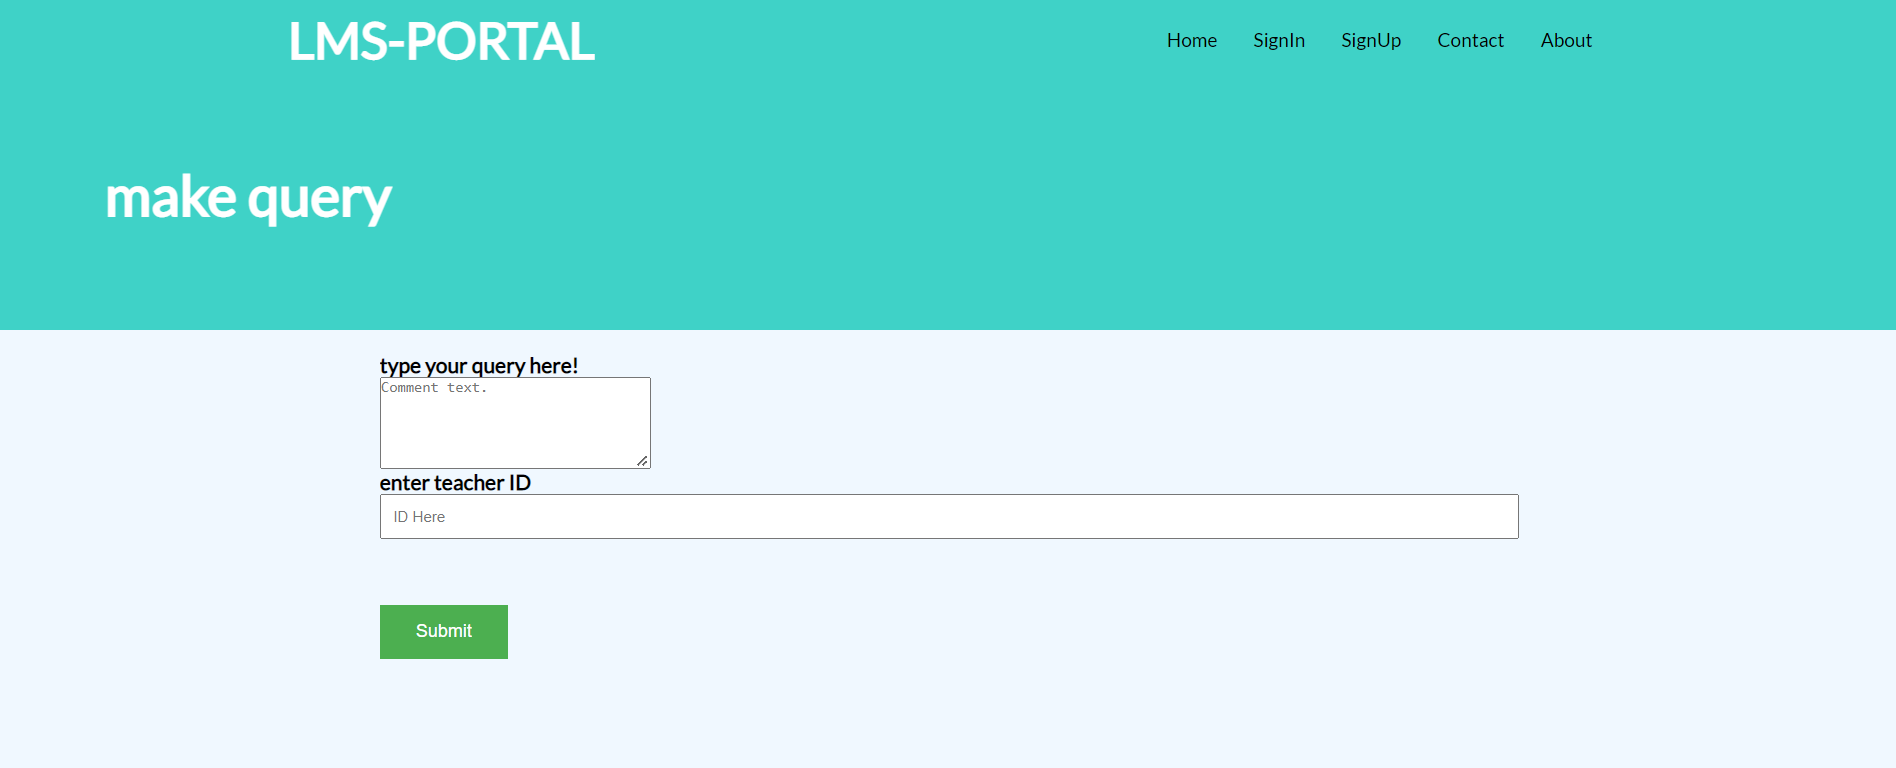 LMS-PORTAL
Home SignIn SignUp Contact About
make query
type your query here!
Comment text.
enter teacher ID
ID Here
Submit